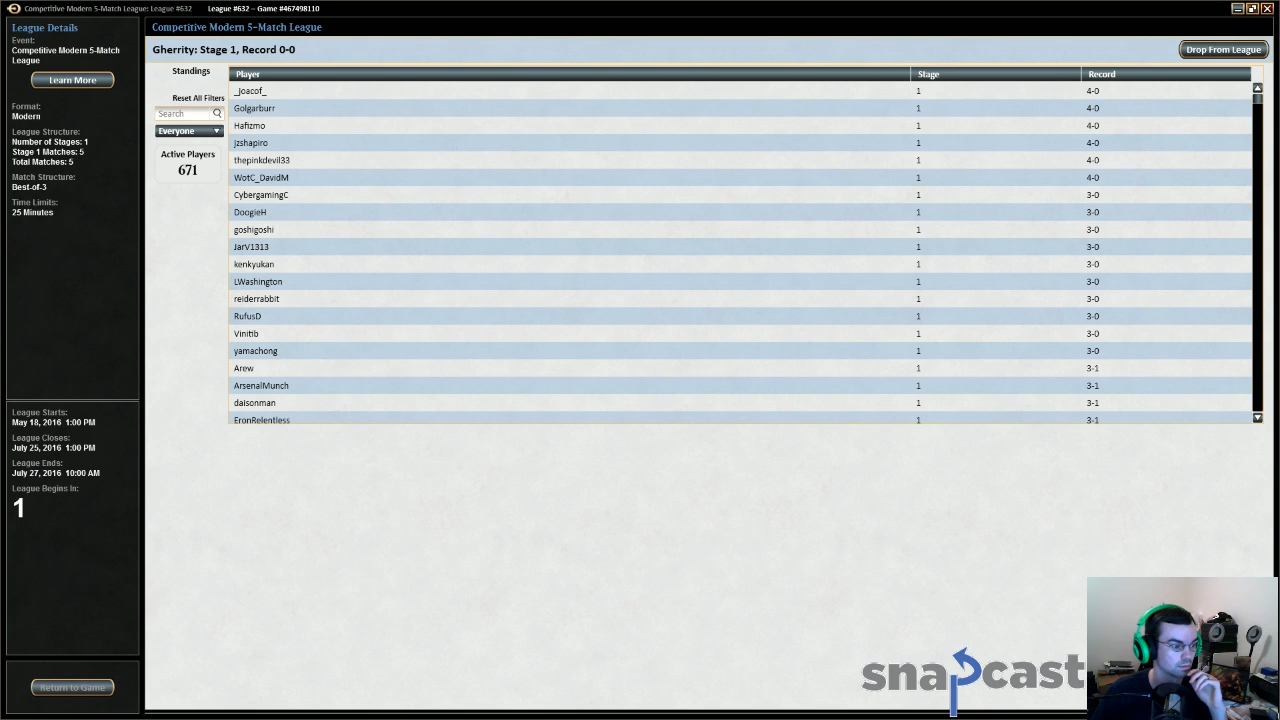 Competitive Modern 5-Match League: League #632 League #632 – Game #467498110
League Details
Event:
Competitive Modern 5-Match
League
Learn More
Format:
Modern
League Structure:
Number of Stages: 1
Stage 1 Matches: 5
Total Matches: 5
Match Structure:
Best-of-3
Time Limits:
25 Minutes
League Starts:
May 18, 2016 1:00 PM
League Closes:
July 25, 2016 1:00 PM
League Ends:
July 27, 2016 10:00 AM
League Begins In:
1
Return to Game
Competitive Modern 5-Match League
Gherrity: Stage 1, Record 0-0
Drop From League
Standings
Reset All Filters
Search
Everyone
Active Players
671
Player Stage Record
_Joacof_ 1 4-0
Golgarburr 1 4-0
Hafizmo 1 4-0
jzshapiro 1 4-0
thepinkdevil33 1 4-0
WotC_DavidM 1 4-0
CybergamingC 1 3-0
DoogieH 1 3-0
goshigoshi 1 3-0
JarV1313 1 3-0
kenkyukan 1 3-0
LWashington 1 3-0
reiderrabbit 1 3-0
RufusD 1 3-0
Vinitib 1 3-0
yamachong 1 3-0
Arew 1 3-1
ArsenalMunch 1 3-1
daisonman 1 3-1
EronRelentless 1 3-1
snapcast